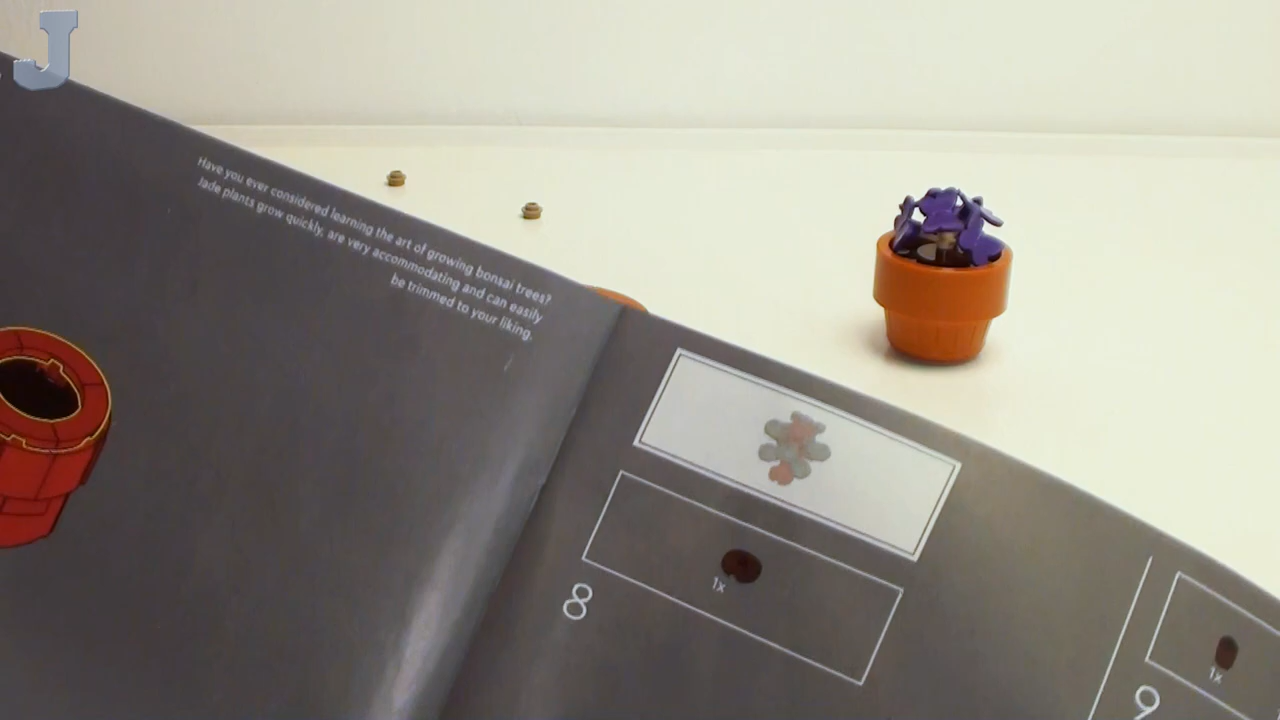 J
Have you ever considered learning the art of growing bonsai trees?
Jade plants grow quickly, are very accommodating and can easily
be trimmed to your liking.
1x
8
1x
9